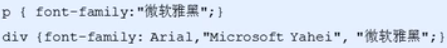 p { font-family:"微软雅黑";}
div {font-family: Arial,"Microsoft Yahei", "微软雅黑";}